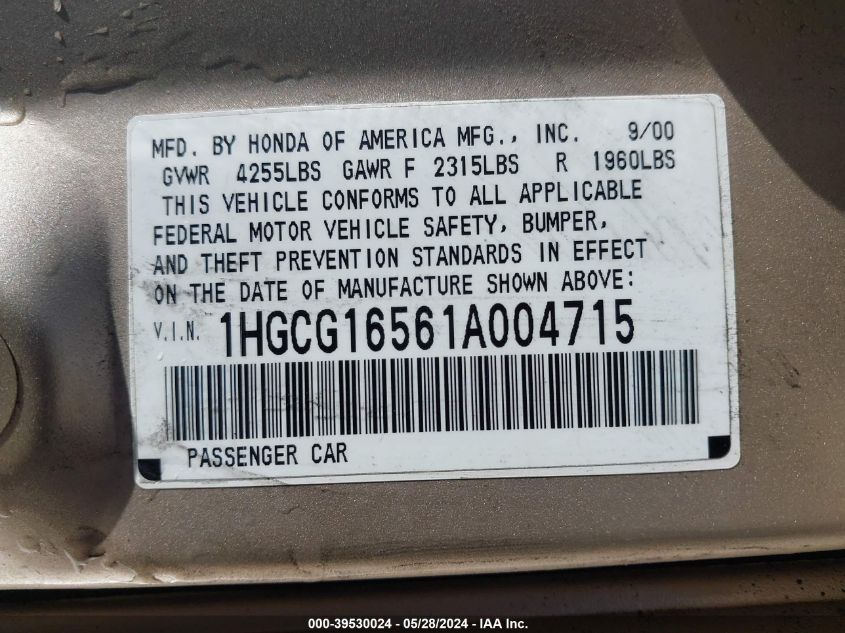 MFD. BY HONDA OF AMERICA MFG., INC. 9/00
GVWR 4255LBS GAWR F 2315LBS R 1960LBS
THIS VEHICLE CONFORMS TO ALL APPLICABLE
FEDERAL MOTOR VEHICLE SAFETY, BUMPER,
AND THEFT PREVENTION STANDARDS IN EFFECT
ON THE DATE OF MANUFACTURE SHOWN ABOVE:
V.I.N. 1HGCG16561A004715
PASSENGER CAR
000-39530024 / 05/28/2024 - IAA Inc.